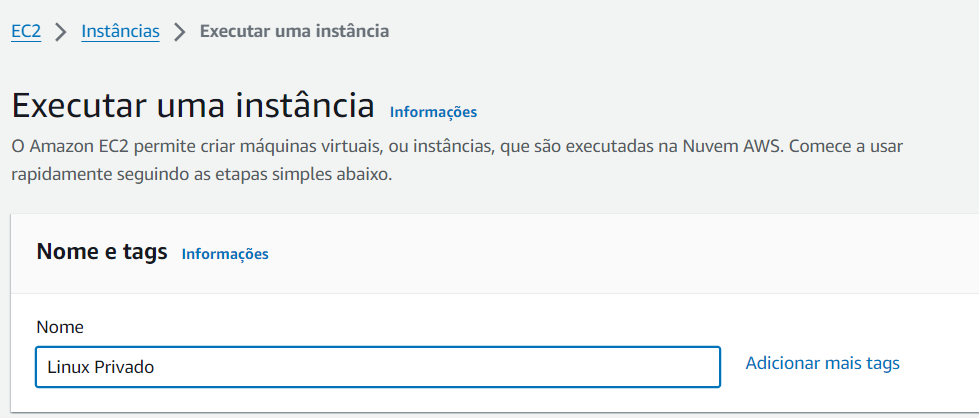 EC2 > Instâncias > Executar uma instância
Executar uma instância Informações
O Amazon EC2 permite criar máquinas virtuais, ou instâncias, que são executadas na Nuvem AWS. Comece a usar
rapidamente seguindo as etapas simples abaixo.
Nome e tags Informações
Nome
Linux Privado Adicionar mais tags